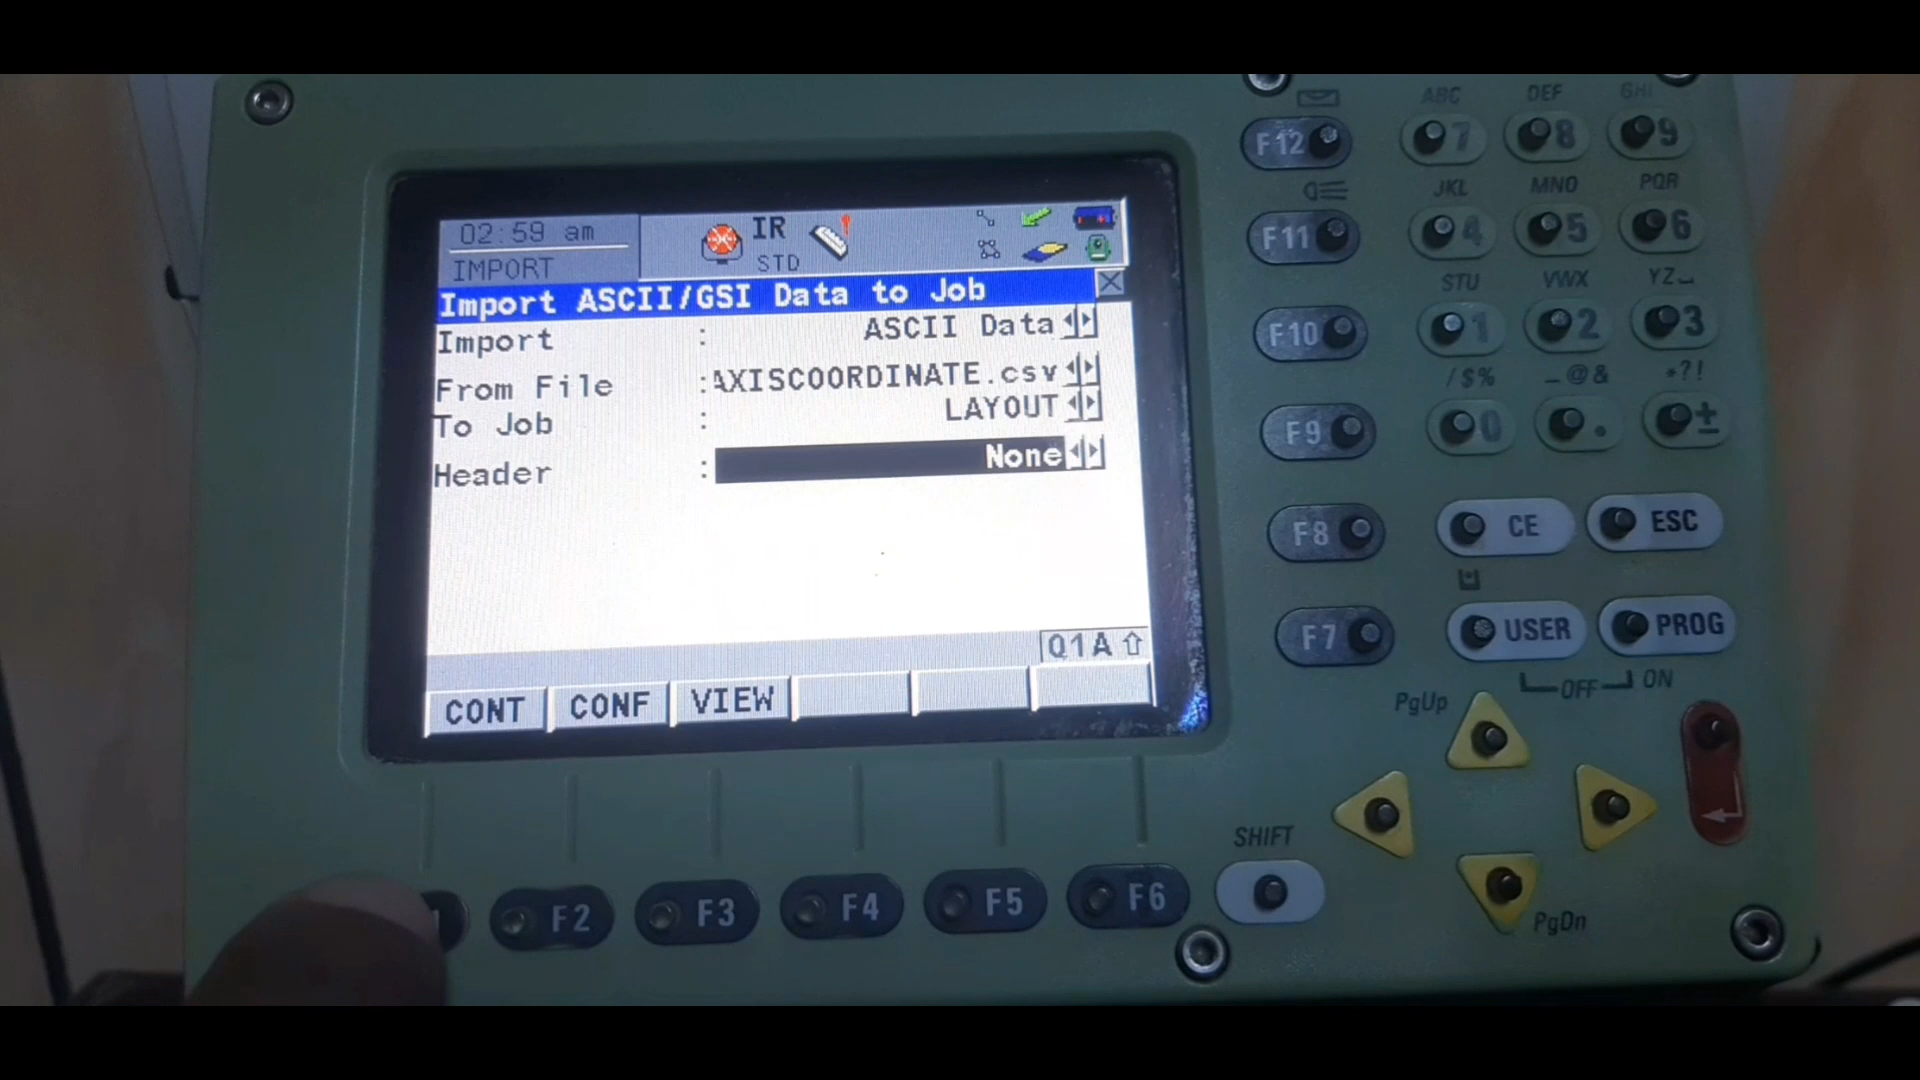 02:59 am
IMPORT
IR
STD
Import ASCII/GSI Data to Job
Import : ASCII Data
From File :AXISCOORDINATE.csv
To Job : LAYOUT
Header : None
Q1A
CONT CONF VIEW
F2 F3 F4 F5 F6
SHIFT
F12
F11
F10
F9
F8
F7
ABC DEF GHI
7 8 9
JKL MNO PQR
4 5 6
STU VWX YZ
1 2 3
/$% _@& *?!
0 . ±
CE ESC
USER PROG
OFF ON
PgUp
PgDn